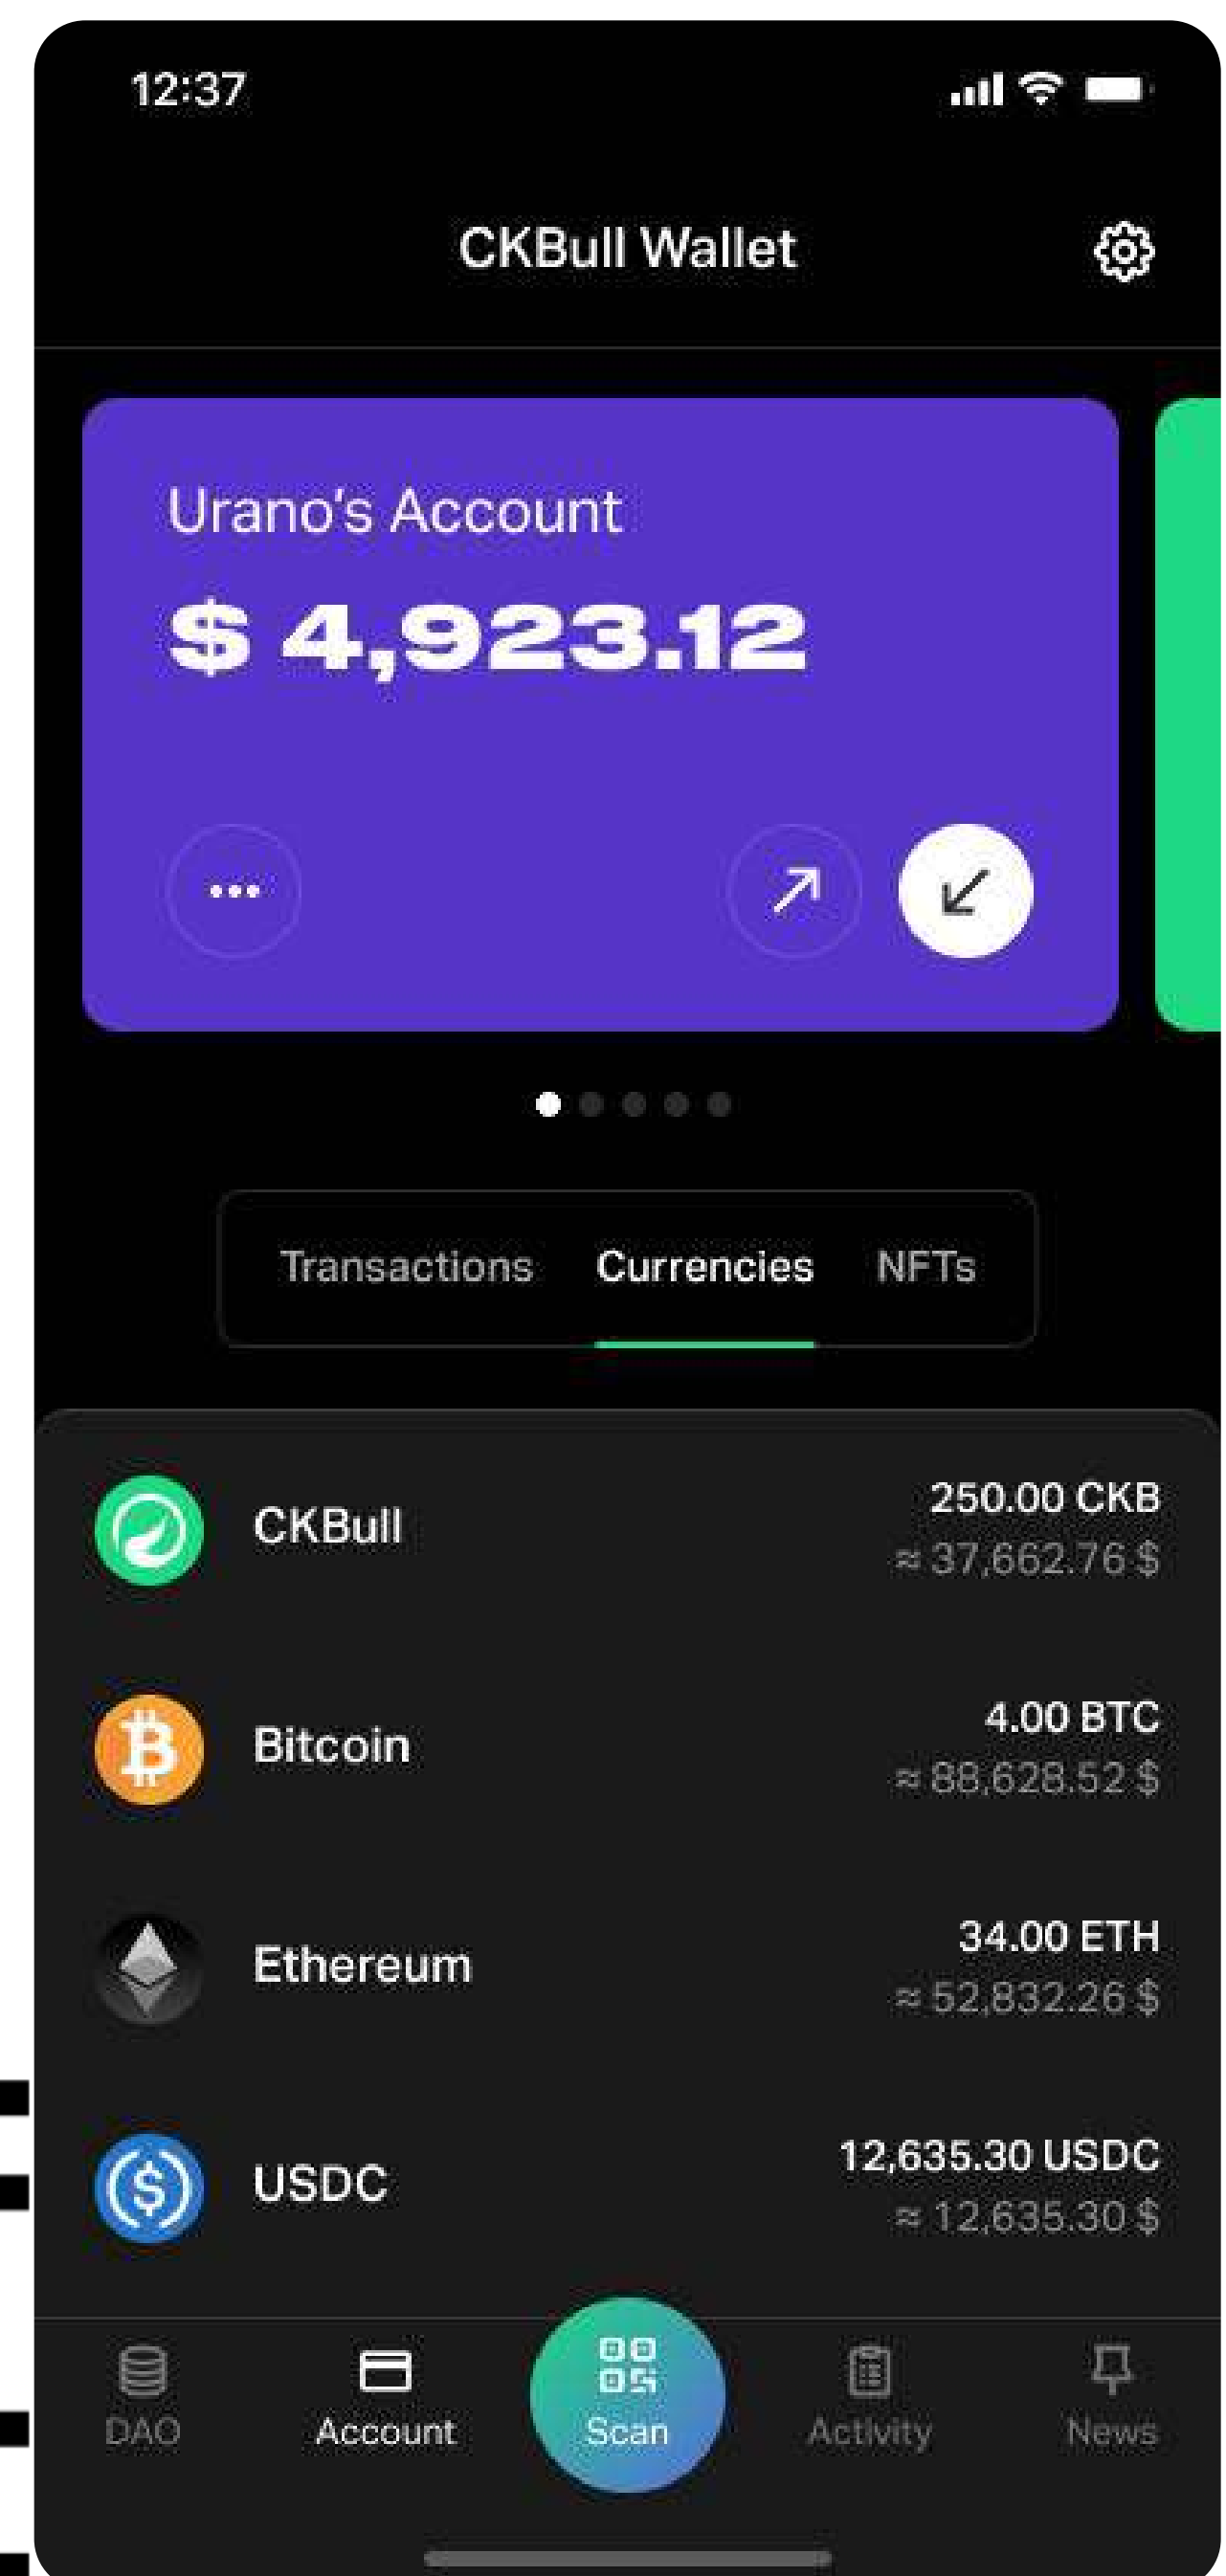 12:37
CKBull Wallet
Urano's Account
$ 4,923.12
Transactions Currencies NFTs
CKBull
250.00 CKB
≈ 37,662.76 $
Bitcoin
4.00 BTC
≈ 88,628.52 $
Ethereum
34.00 ETH
≈ 52,832.26 $
USDC
12,635.30 USDC
≈ 12,635.30 $
DAO Account Scan Activity News